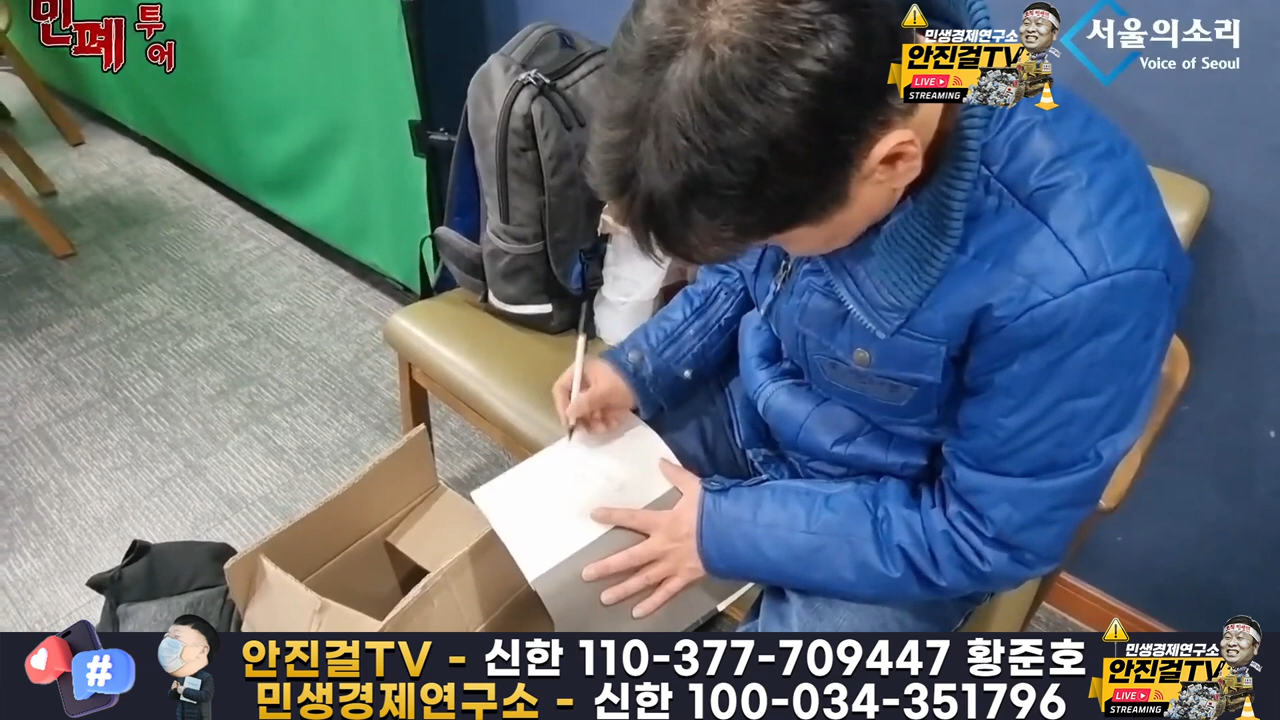 민폐
투어
민생경제연구소
안진걸TV
LIVE
STREAMING
서울의소리
Voice of Seoul
#
안진걸TV - 신한 110-377-709447 황준호
민생경제연구소 - 신한 100-034-351796
민생경제연구소
안진걸TV
LIVE
STREAMING